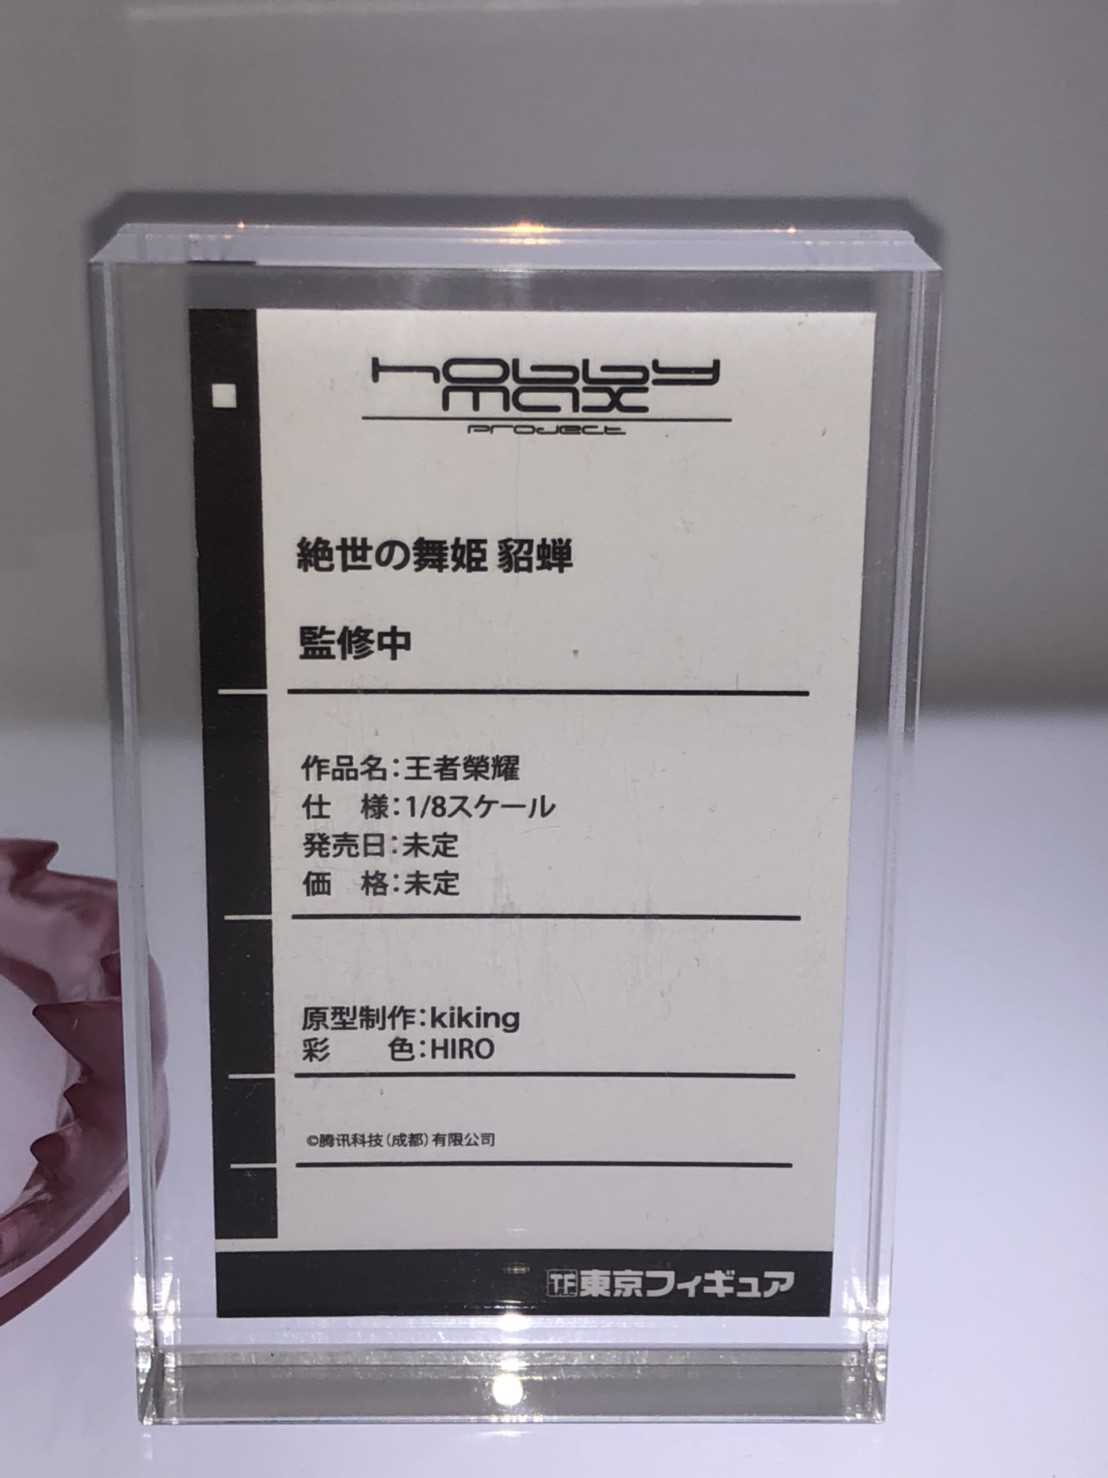 hobby
max
project
絶世の舞姫 貂蝉
監修中
作品名：王者榮耀
仕　様：1/8スケール
発売日：未定
価　格：未定
原型制作：kiking
彩　　色：HIRO
©腾讯科技（成都）有限公司
TF東京フィギュア